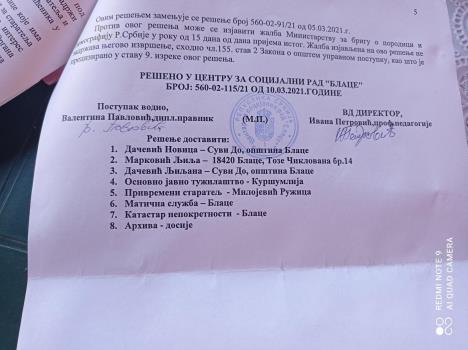 5
Овим решењем замењује се решење број 560-02-91/21 од 05.03.2021.г.
Против овог решења може се изјавити жалба Министарству за бригу о породици и
демографију Р.Србије у року од 15 дана од дана пријема истог. Жалба изјављена на ово решење не
задржава његово извршење, сходно чл.155. став 2 Закона о општем управном поступку, као што је
прецизирано у ставу 9. изреке овог решења.
РЕШЕНО У ЦЕНТРУ ЗА СОЦИЈАЛНИ РАД "БЛАЦЕ"
БРОЈ: 560-02-115/21 ОД 10.03.2021.ГОДИНЕ
Поступак водио,
Валентина Павловић,дипл.правник
(М.П.)
ВД ДИРЕКТОР,
Ивана Петровић,проф.педагогије
Решење доставити:
1. Дачевић Новица – Суви До, општина Блаце
2. Марковић Љиља – 18420 Блаце, Тозе Чиклована бр.14
3. Дачевић Љиљана – Суви До, општина Блаце
4. Основно јавно тужилаштво - Куршумлија
5. Привремени старатељ - Милојевић Ружица
6. Матична служба – Блаце
7. Катастар непокретности - Блаце
8. Архива - досије
REDMI NOTE 9
AI QUAD CAMERA